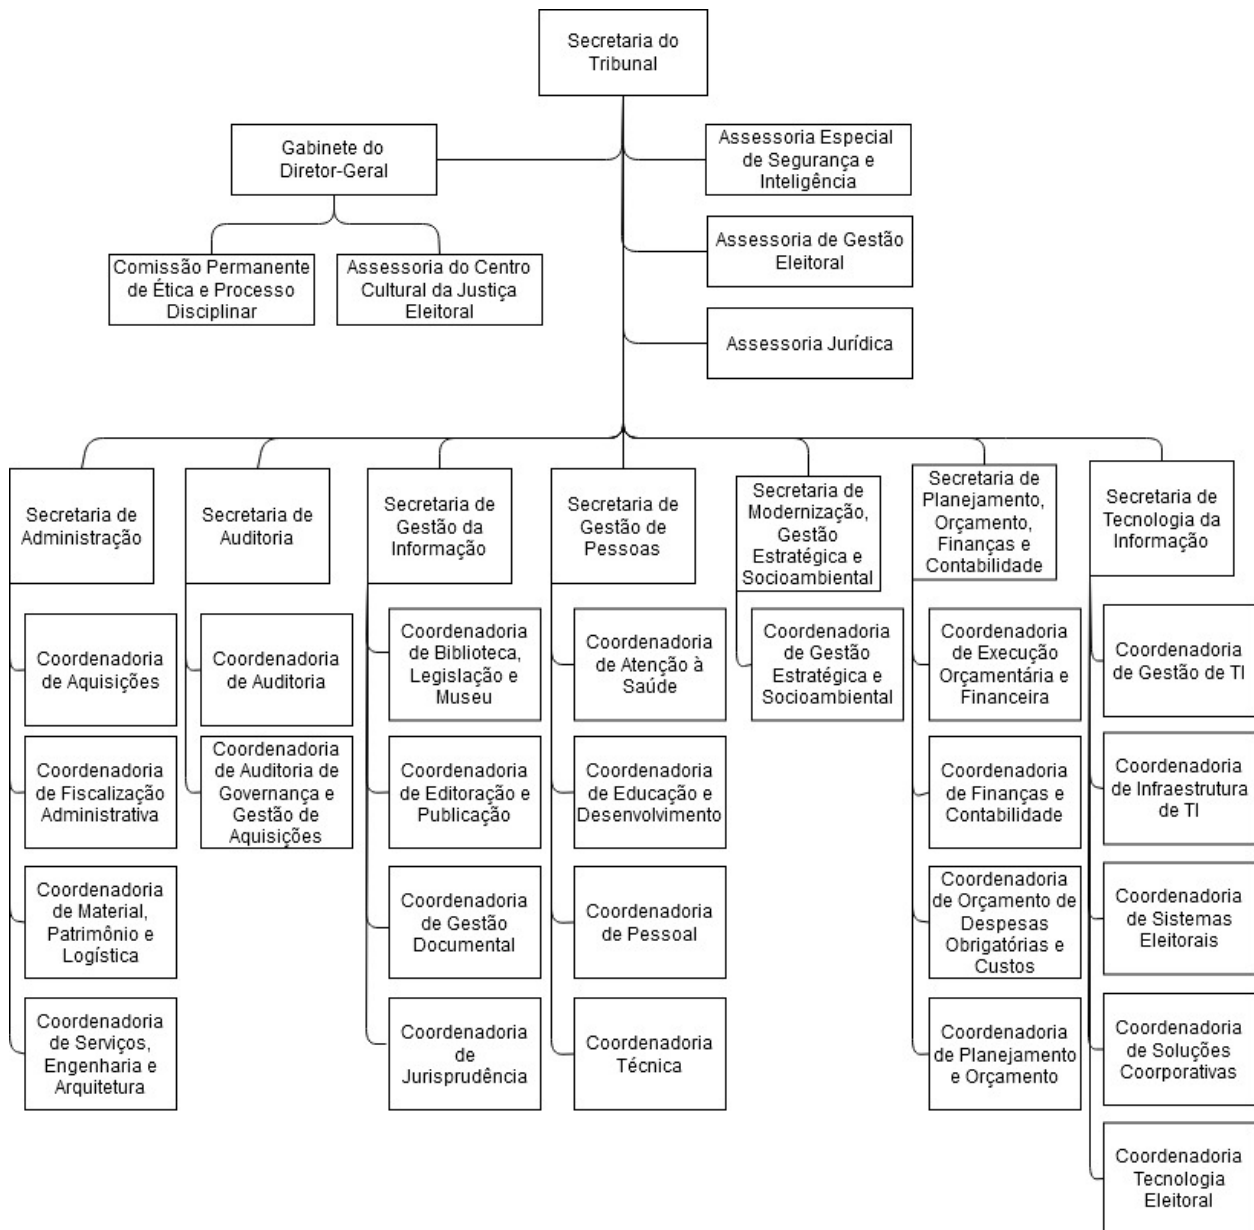 Secretaria do
Tribunal
Gabinete do
Diretor-Geral
Assessoria Especial
de Segurança e
Inteligência
Assessoria de Gestão
Eleitoral
Comissão Permanente
de Ética e Processo
Disciplinar
Assessoria do Centro
Cultural da Justiça
Eleitoral
Assessoria Jurídica
Secretaria de
Administração
Secretaria de
Auditoria
Secretaria de
Gestão da
Informação
Secretaria de
Gestão de
Pessoas
Secretaria de
Modernização,
Gestão
Estratégica e
Socioambiental
Secretaria de
Planejamento,
Orçamento,
Finanças e
Contabilidade
Secretaria de
Tecnologia da
Informação
Coordenadoria
de Aquisições
Coordenadoria
de Auditoria
Coordenadoria
de Biblioteca,
Legislação e
Museu
Coordenadoria
de Atenção à
Saúde
Coordenadoria
de Gestão
Estratégica e
Socioambiental
Coordenadoria
de Execução
Orçamentária e
Financeira
Coordenadoria
de Gestão de TI
Coordenadoria
de Fiscalização
Administrativa
Coordenadoria
de Auditoria de
Governança e
Gestão de
Aquisições
Coordenadoria
de Editoração e
Publicação
Coordenadoria
de Educação e
Desenvolvimento
Coordenadoria
de Finanças e
Contabilidade
Coordenadoria
de Infraestrutura
de TI
Coordenadoria
de Material,
Patrimônio e
Logística
Coordenadoria
de Gestão
Documental
Coordenadoria
de Pessoal
Coordenadoria
de Orçamento de
Despesas
Obrigatórias e
Custos
Coordenadoria
de Sistemas
Eleitorais
Coordenadoria
de Serviços,
Engenharia e
Arquitetura
Coordenadoria
de
Jurisprudência
Coordenadoria
Técnica
Coordenadoria
de Planejamento
e Orçamento
Coordenadoria
de Soluções
Coorporativas
Coordenadoria
Tecnologia
Eleitoral